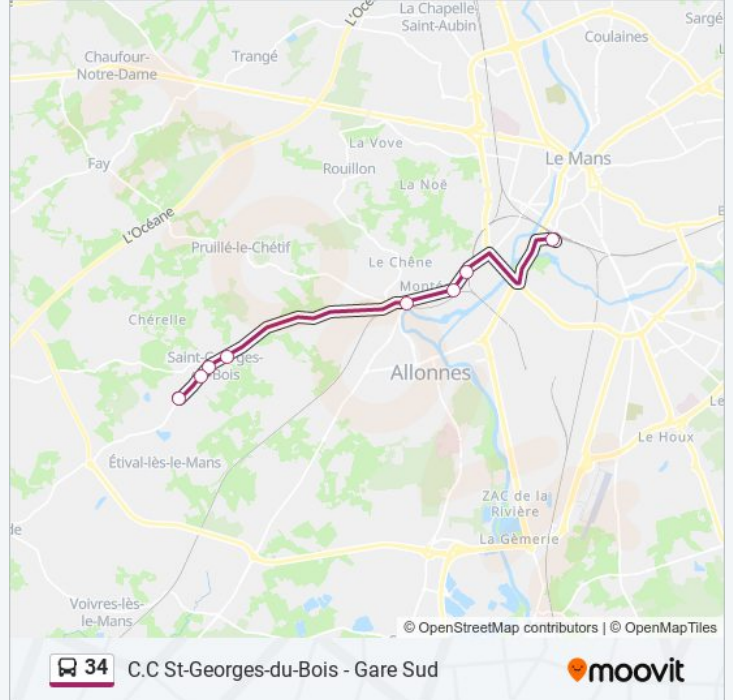 L'Océ
La Chapelle-
Saint-Aubin
Sargé
Coulaines
Chaufour-
Notre-Dame
Trangé
La Vove
Le Mans
Fay
Rouillon
La Noë
L'Océane
Pruillé-le-Chétif
Le Chêne
Monté
Chérelle
Saint-Georges-
Bois
Allonnes
Le
Le Houx
Étival-lès-le-Mans
ZAC de la
Rivière
La Gèmerie
Voivres-lès-
le-Mans
© OpenStreetMap contributors | © OpenMapTiles
34 C.C St-Georges-du-Bois - Gare Sud
moovit